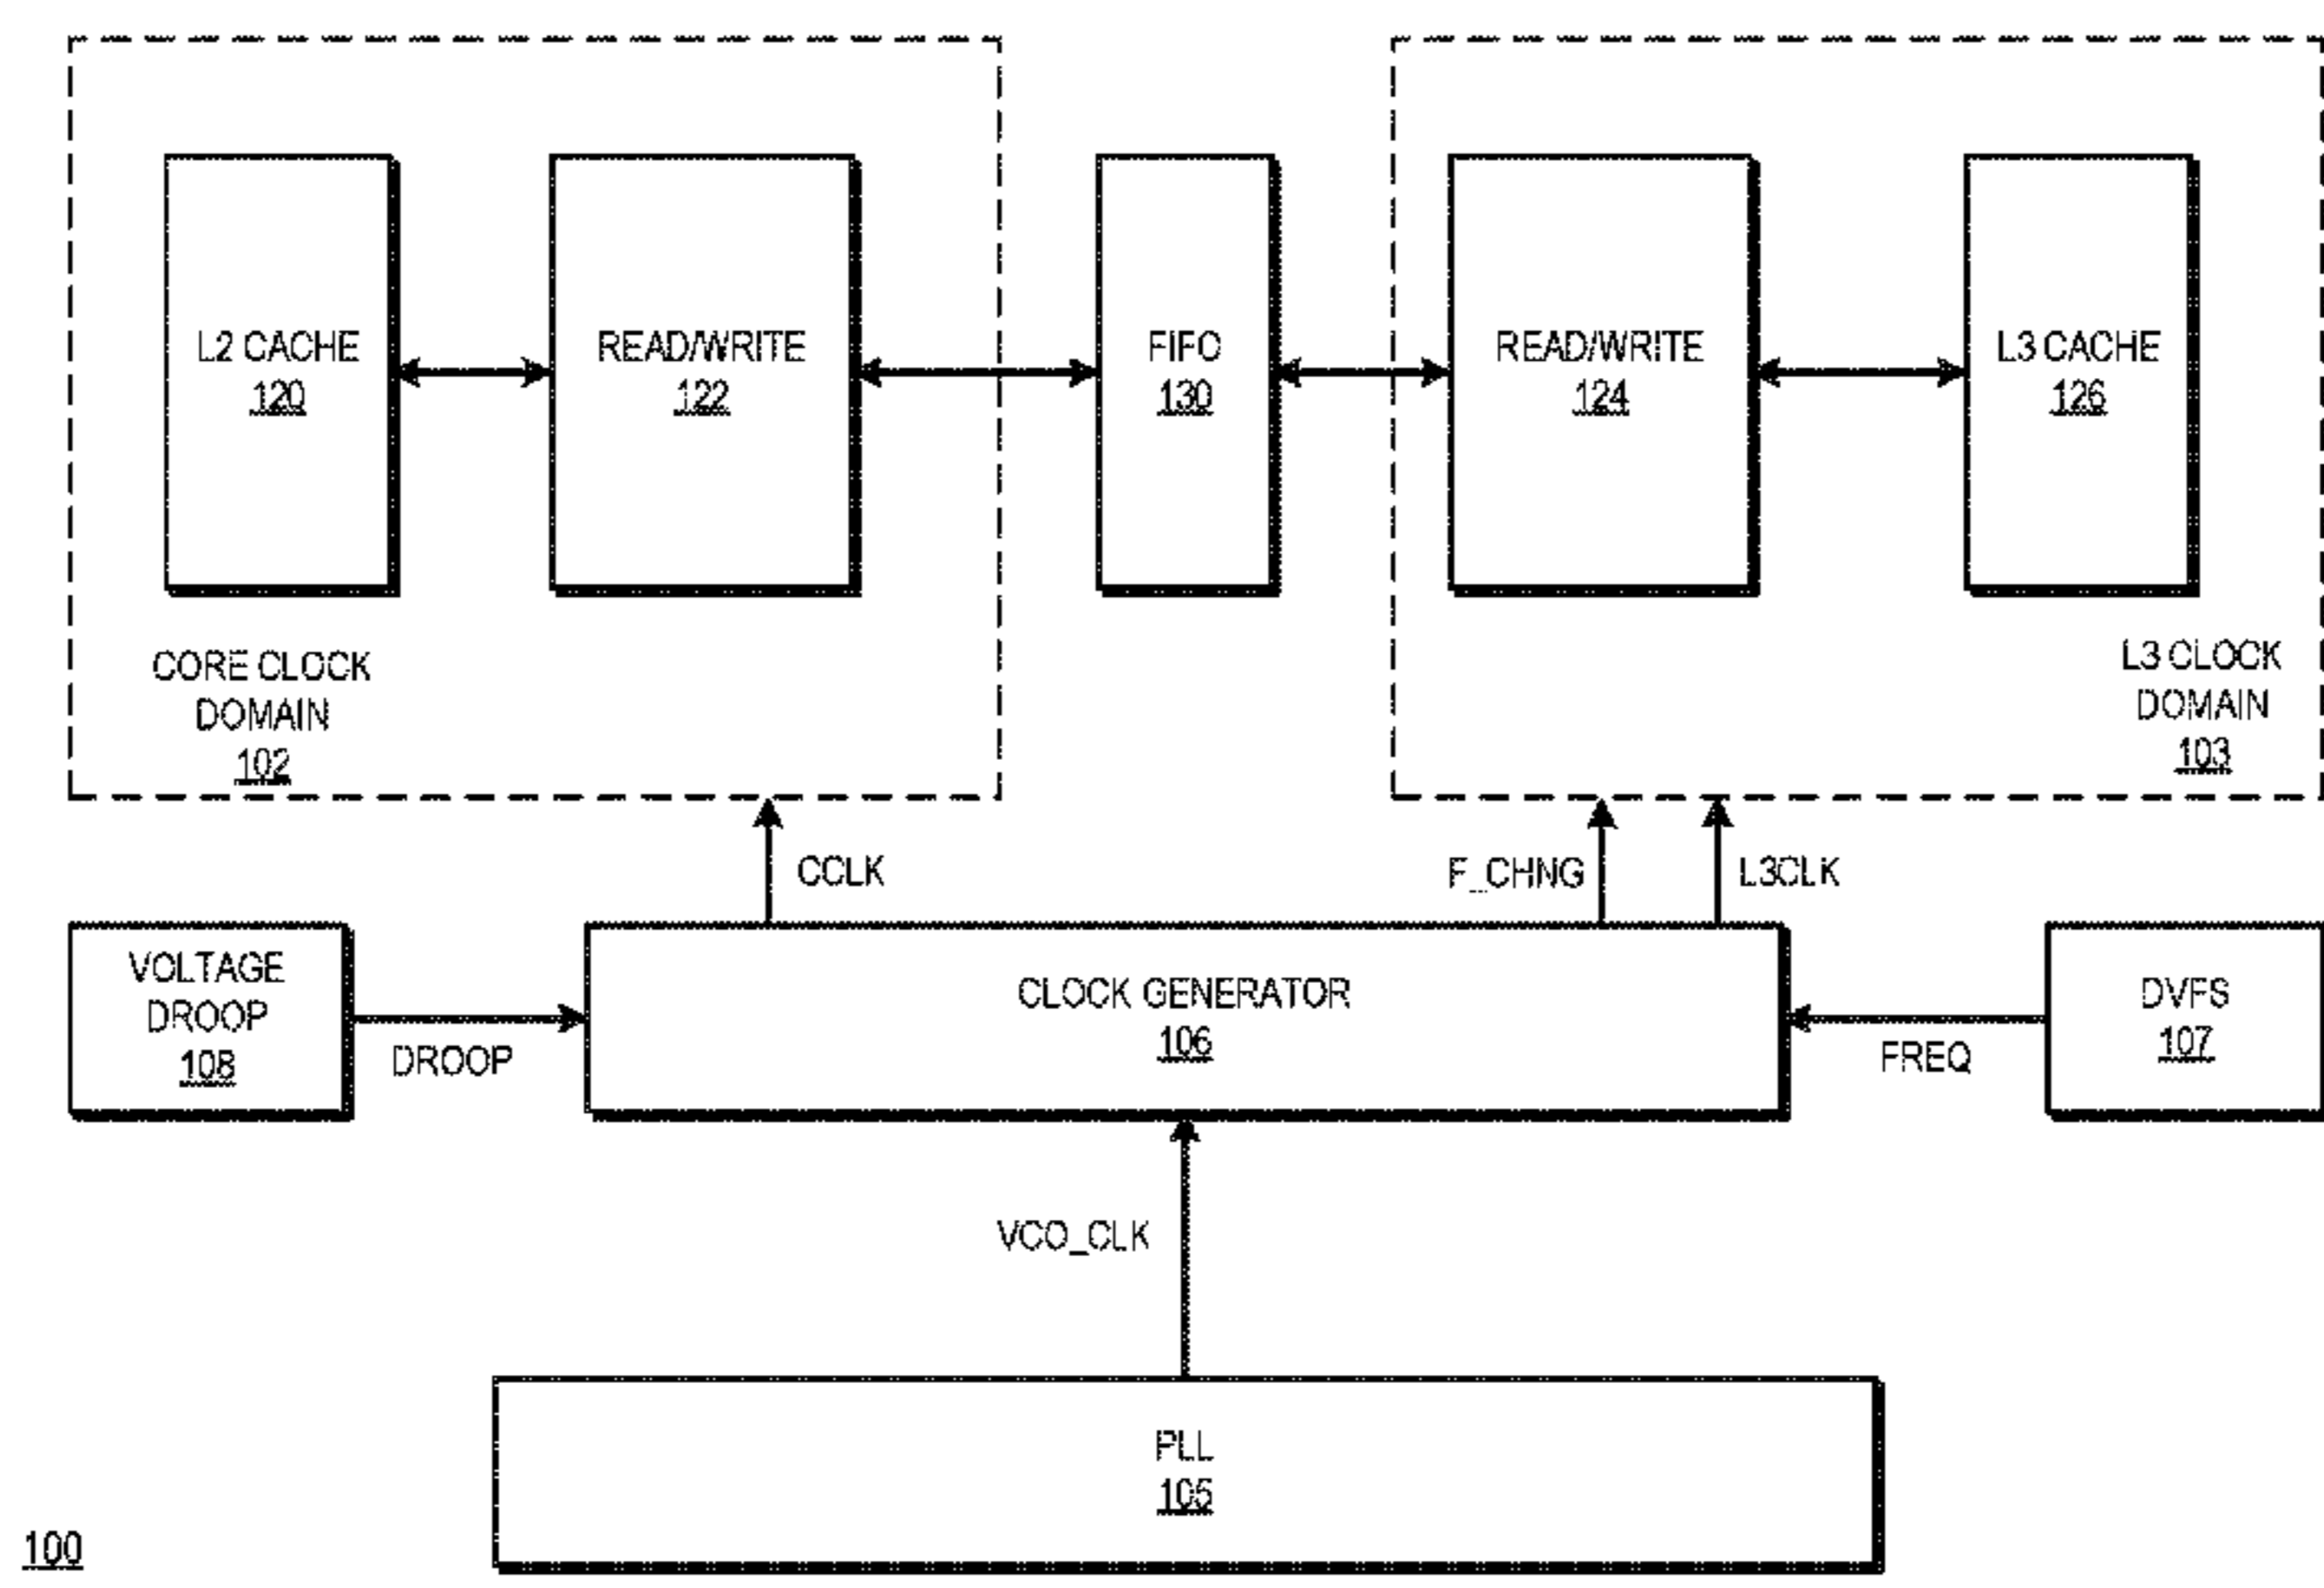 L2 CACHE
120
READ/WRITE
122
FIFO
130
READ/WRITE
124
L3 CACHE
126
CORE CLOCK
DOMAIN
102
L3 CLOCK
DOMAIN
103
CCLK
F_CHNG
L3CLK
VOLTAGE
DROOP
108
DROOP
CLOCK GENERATOR
106
FREQ
DVFS
107
VCO_CLK
PLL
105
100